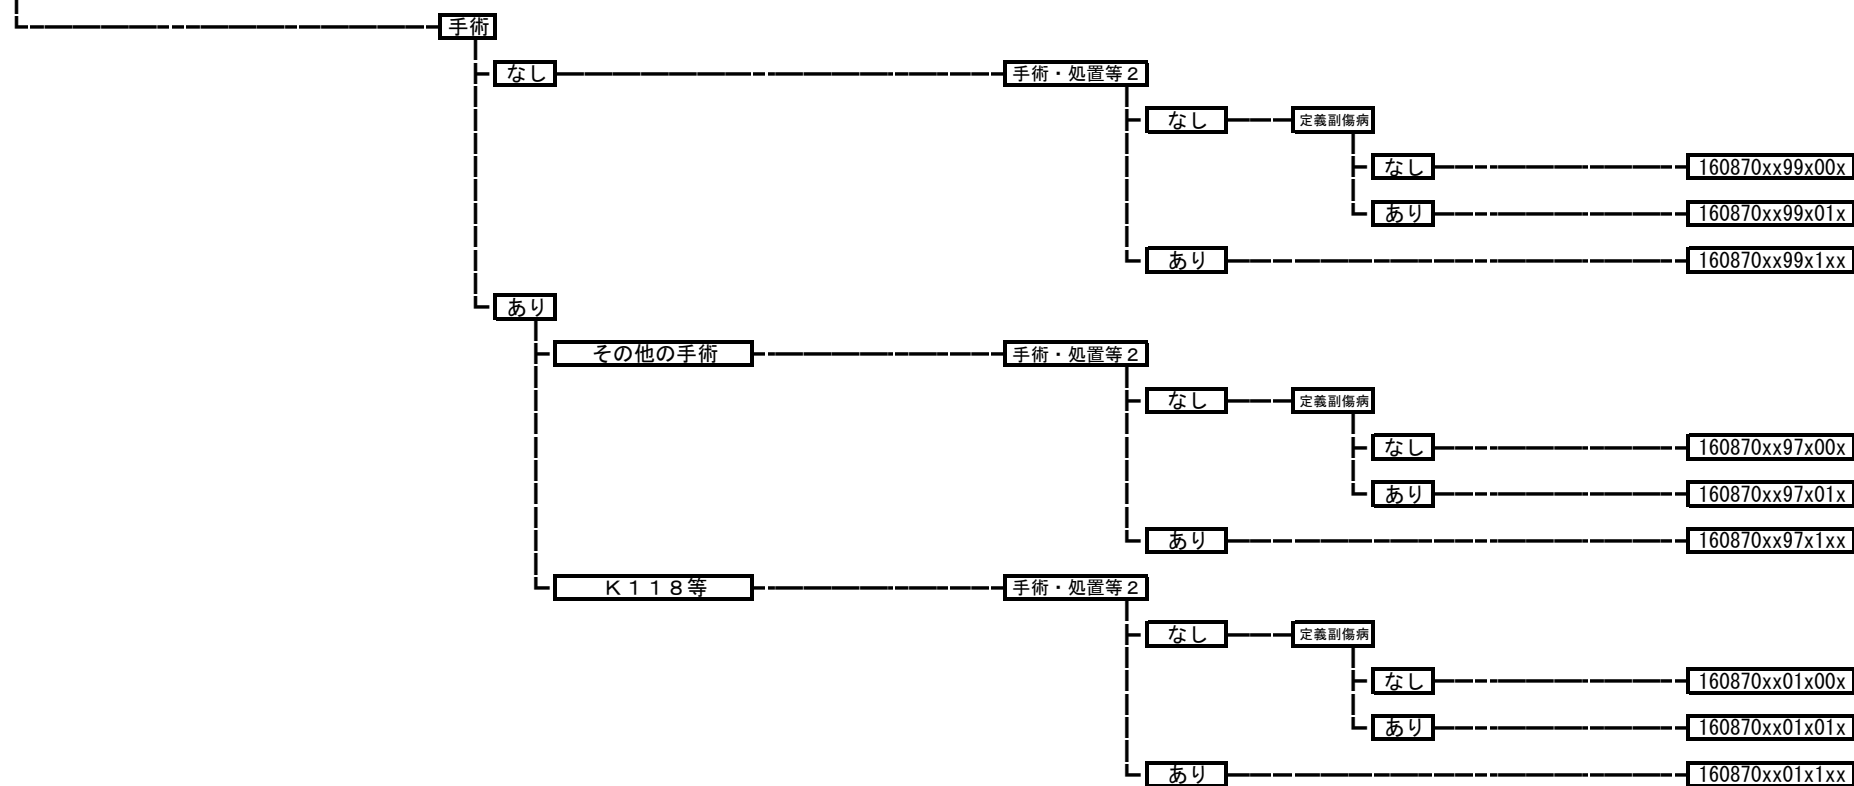 手術
なし 手術・処置等２
なし 定義副傷病
なし 160870xx99x00x
あり 160870xx99x01x
あり 160870xx99x1xx
あり
その他の手術 手術・処置等２
なし 定義副傷病
なし 160870xx97x00x
あり 160870xx97x01x
あり 160870xx97x1xx
Ｋ１１８等 手術・処置等２
なし 定義副傷病
なし 160870xx01x00x
あり 160870xx01x01x
あり 160870xx01x1xx